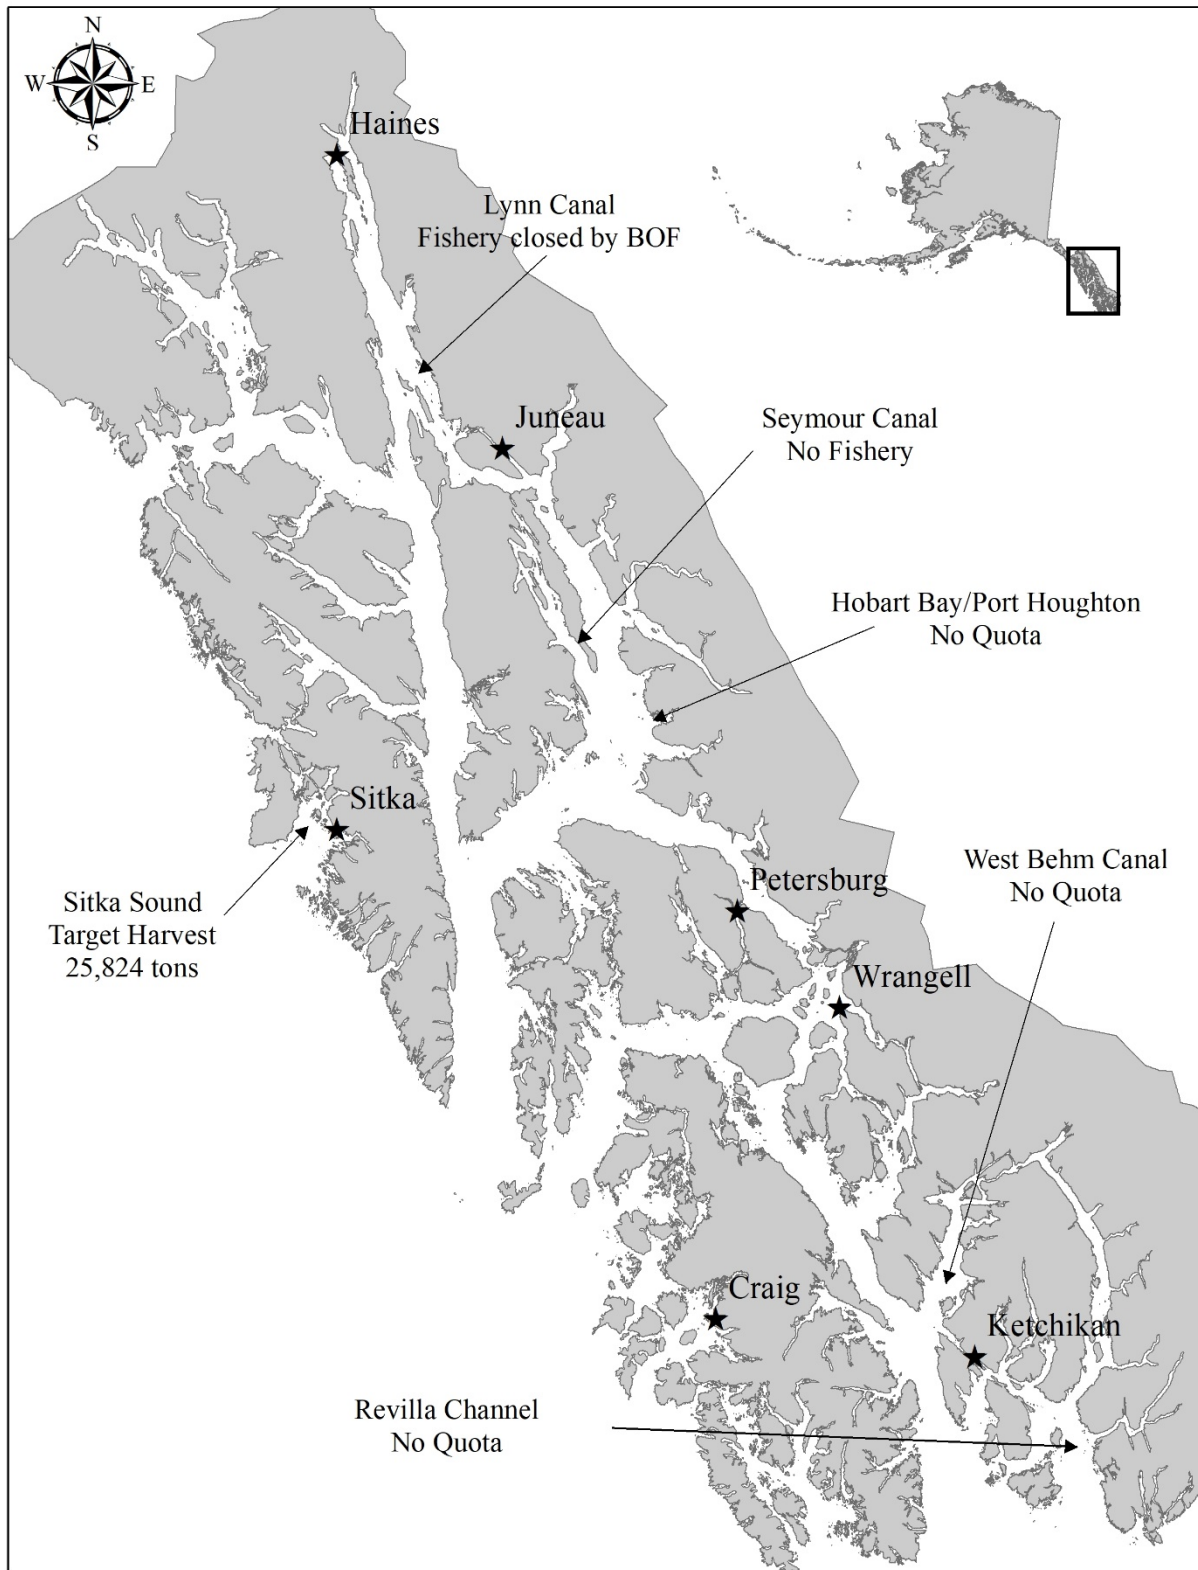 N
W
E
S
Haines
Lynn Canal
Fishery closed by BOF
Juneau
Seymour Canal
No Fishery
Hobart Bay/Port Houghton
No Quota
Sitka
Sitka Sound
Target Harvest
25,824 tons
Petersburg
West Behm Canal
No Quota
Wrangell
Craig
Ketchikan
Revilla Channel
No Quota